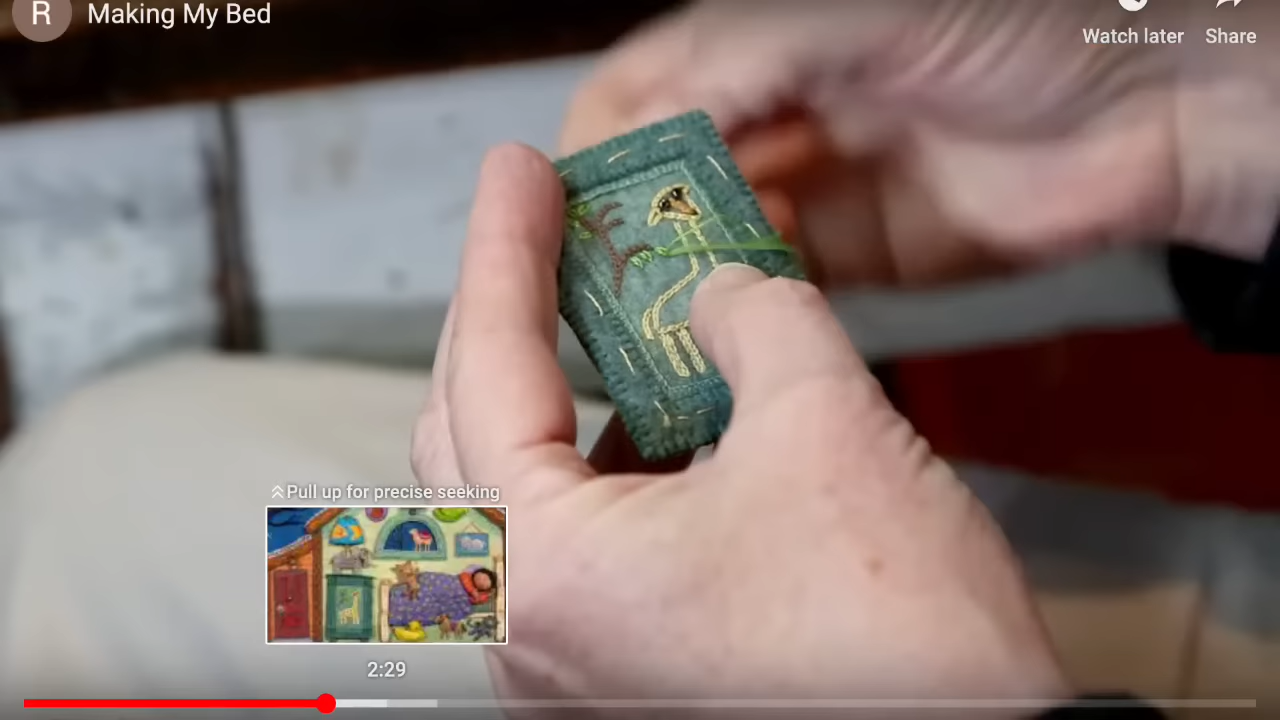 R
Making My Bed
Watch later
Share
Pull up for precise seeking
2:29